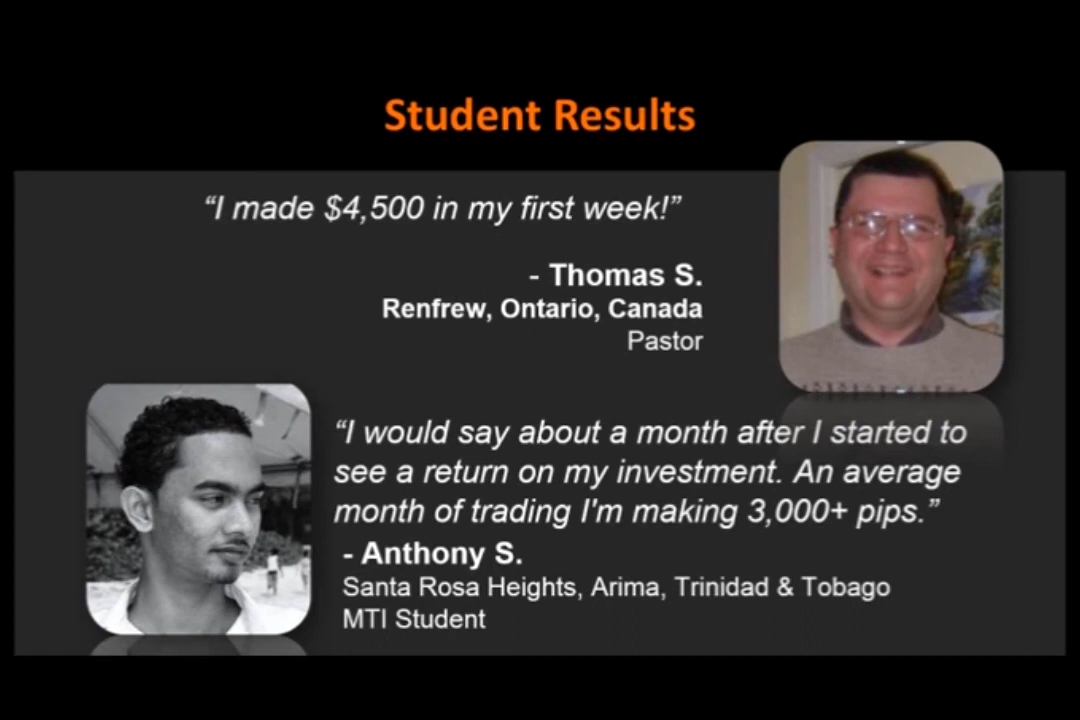 Student Results
“I made $4,500 in my first week!”
- Thomas S.
Renfrew, Ontario, Canada
Pastor
“I would say about a month after I started to
see a return on my investment. An average
month of trading I'm making 3,000+ pips.”
- Anthony S.
Santa Rosa Heights, Arima, Trinidad & Tobago
MTI Student